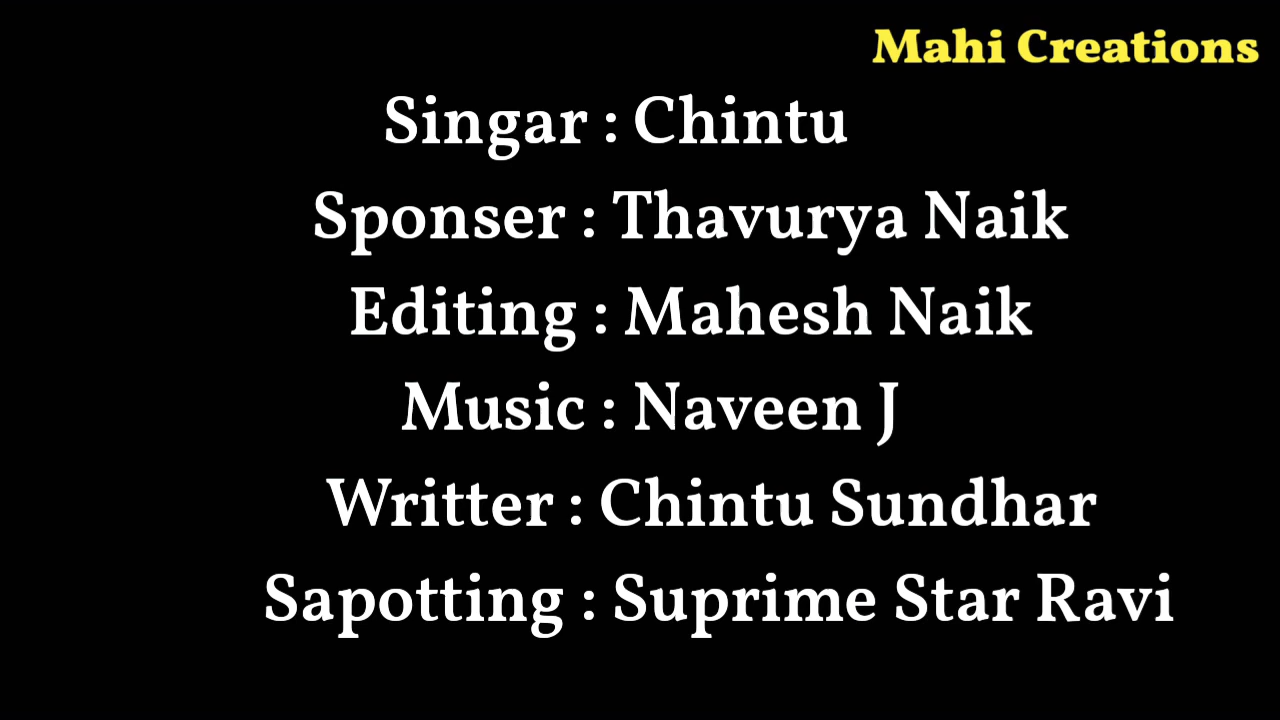 Mahi Creations
Singar : Chintu
Sponser : Thavurya Naik
Editing : Mahesh Naik
Music : Naveen J
Writter : Chintu Sundhar
Sapotting : Suprime Star Ravi